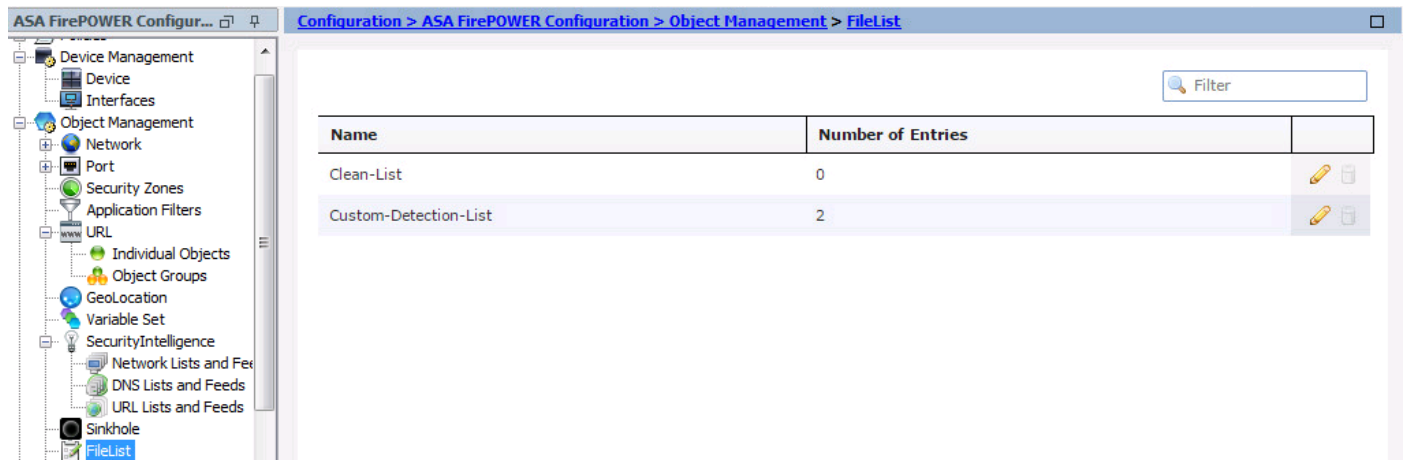 ASA FirePOWER Configur...
Configuration > ASA FirePOWER Configuration > Object Management > FileList
Device Management
Device
Interfaces
Object Management
Network
Port
Security Zones
Application Filters
www URL
Individual Objects
Object Groups
GeoLocation
Variable Set
SecurityIntelligence
Network Lists and Fee
DNS Lists and Feeds
URL Lists and Feeds
Sinkhole
FileList
Filter
Name Number of Entries
Clean-List 0
Custom-Detection-List 2